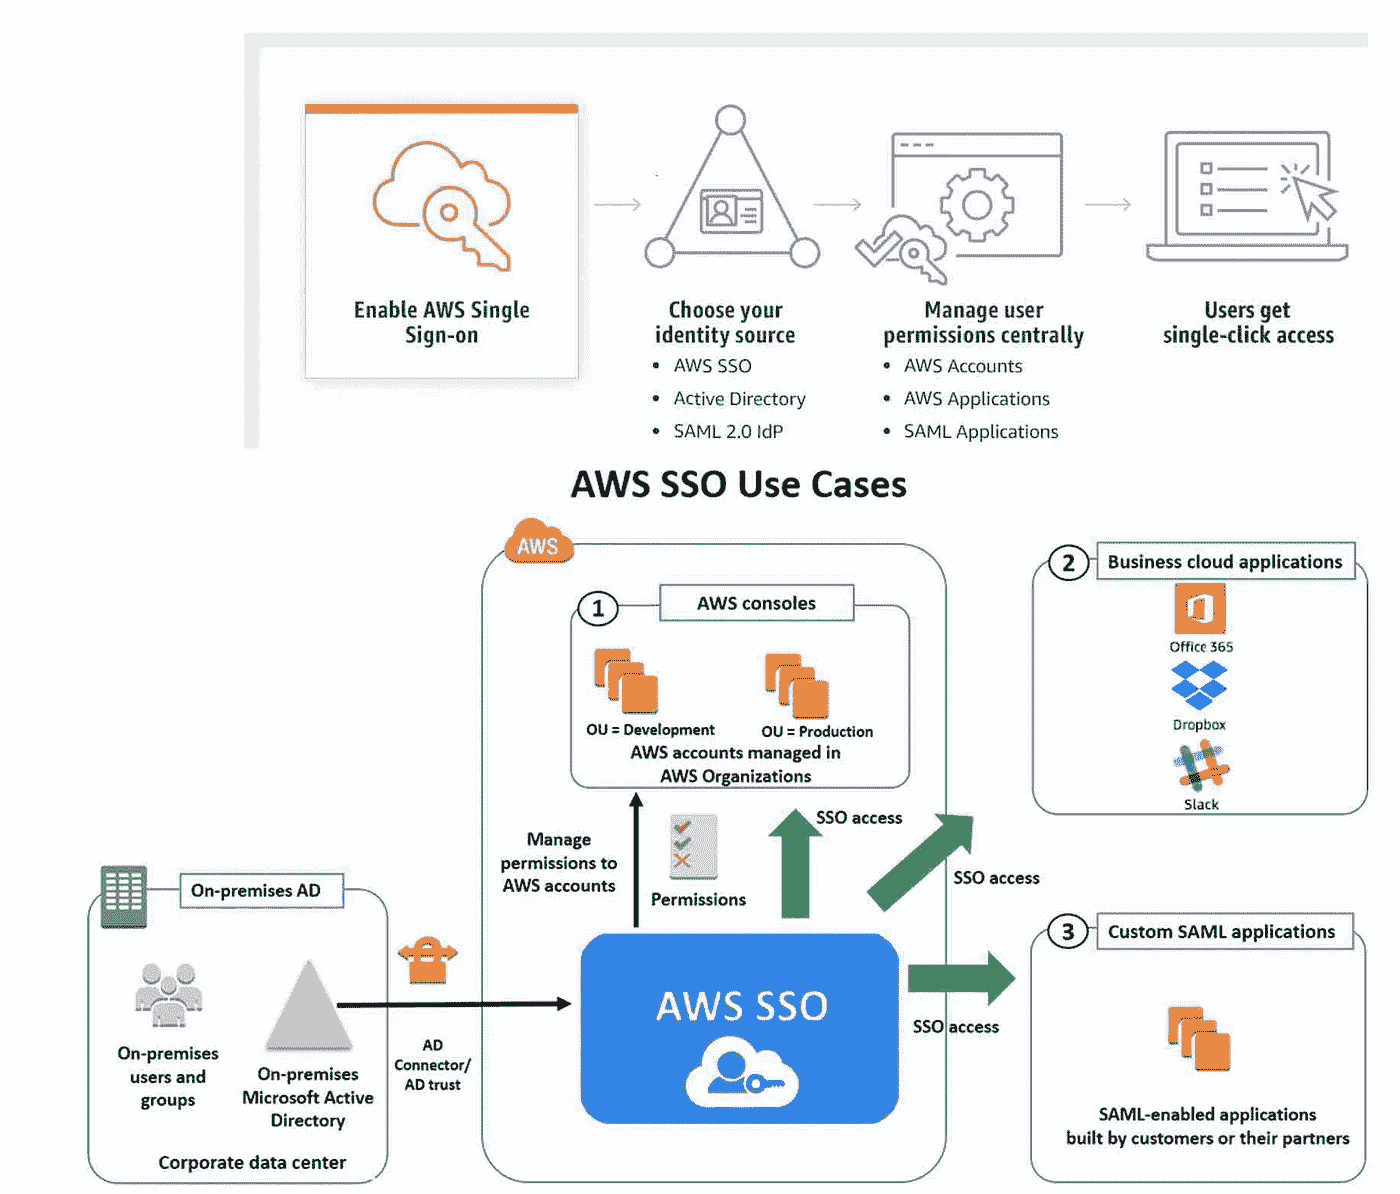 Enable AWS Single
Sign-on
Choose your
identity source
• AWS SSO
• Active Directory
• SAML 2.0 IdP
Manage user
permissions centrally
• AWS Accounts
• AWS Applications
• SAML Applications
Users get
single-click access
AWS SSO Use Cases
AWS
1
AWS consoles
OU = Development
OU = Production
AWS accounts managed in
AWS Organizations
2
Business cloud applications
Office 365
Dropbox
Slack
Manage
permissions to
AWS accounts
Permissions
SSO access
SSO access
On-premises AD
On-premises
users and
groups
On-premises
Microsoft Active
Directory
Corporate data center
AD
Connector/
AD trust
AWS SSO
SSO access
3
Custom SAML applications
SAML-enabled applications
built by customers or their partners